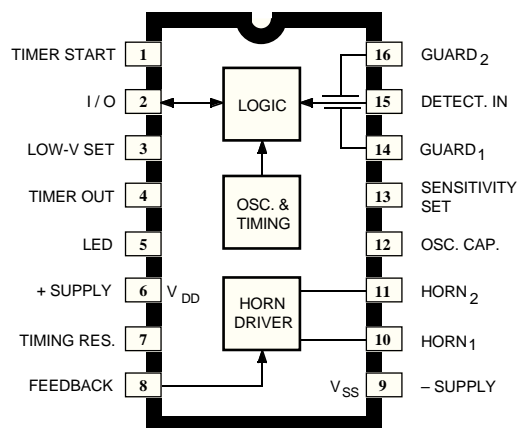 TIMER START 1
I / O 2
LOW-V SET 3
TIMER OUT 4
LED 5
+ SUPPLY 6 VDD
TIMING RES. 7
FEEDBACK 8
LOGIC
OSC. &
TIMING
HORN
DRIVER
16 GUARD2
15 DETECT. IN
14 GUARD1
13 SENSITIVITY
SET
12 OSC. CAP.
11 HORN2
10 HORN1
VSS 9 – SUPPLY